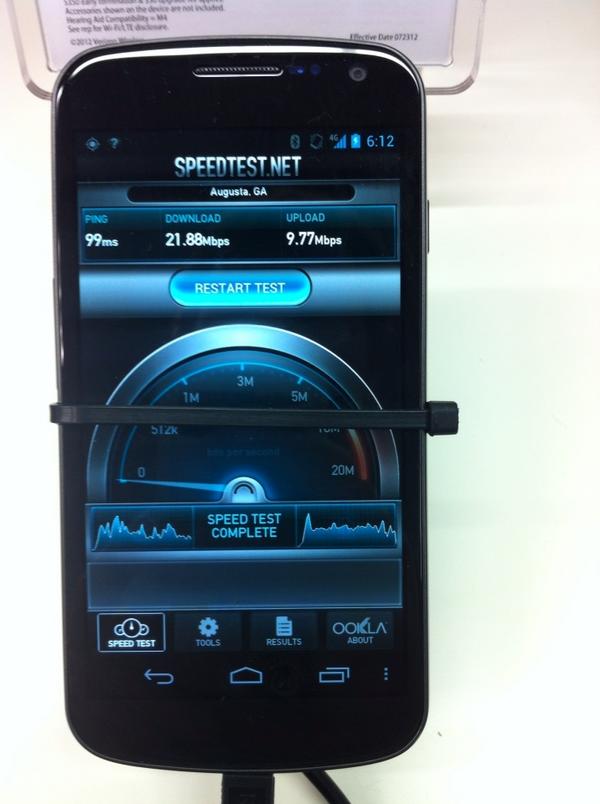 $350 early termination & $30 upgrade fee applies.
Accessories shown on the device are not included.
Hearing Aid Compatibility = M4
See rep for Wi-Fi/LTE disclosure.
©2012 Verizon Wireless
Effective Date 072312
4G 6:12
SPEEDTEST.NET
Augusta, GA
PING DOWNLOAD UPLOAD
99ms 21.88Mbps 9.77Mbps
RESTART TEST
3M
1M 5M
512k 10M
bits per second
0 20M
SPEED TEST
COMPLETE
OOKLA
SPEED TEST TOOLS RESULTS ABOUT